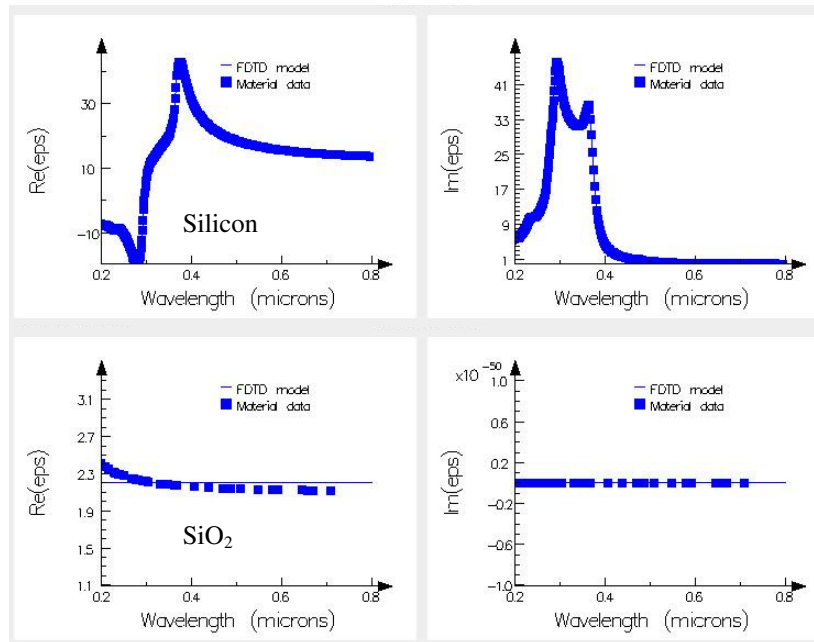 FDTD model
Material data
Re(eps)
30
10
-10
Silicon
0.2 0.4 0.6 0.8
Wavelength (microns)
FDTD model
Material data
Im(eps)
41
33
25
17
9
1
0.2 0.4 0.6 0.8
Wavelength (microns)
FDTD model
Material data
Re(eps)
3.1
2.7
2.3
1.9
1.5
1.1
SiO₂
0.2 0.4 0.6 0.8
Wavelength (microns)
×10⁻⁵⁰
FDTD model
Material data
Im(eps)
1.0
0.6
0.2
-0.2
-0.6
-1.0
0.2 0.4 0.6 0.8
Wavelength (microns)